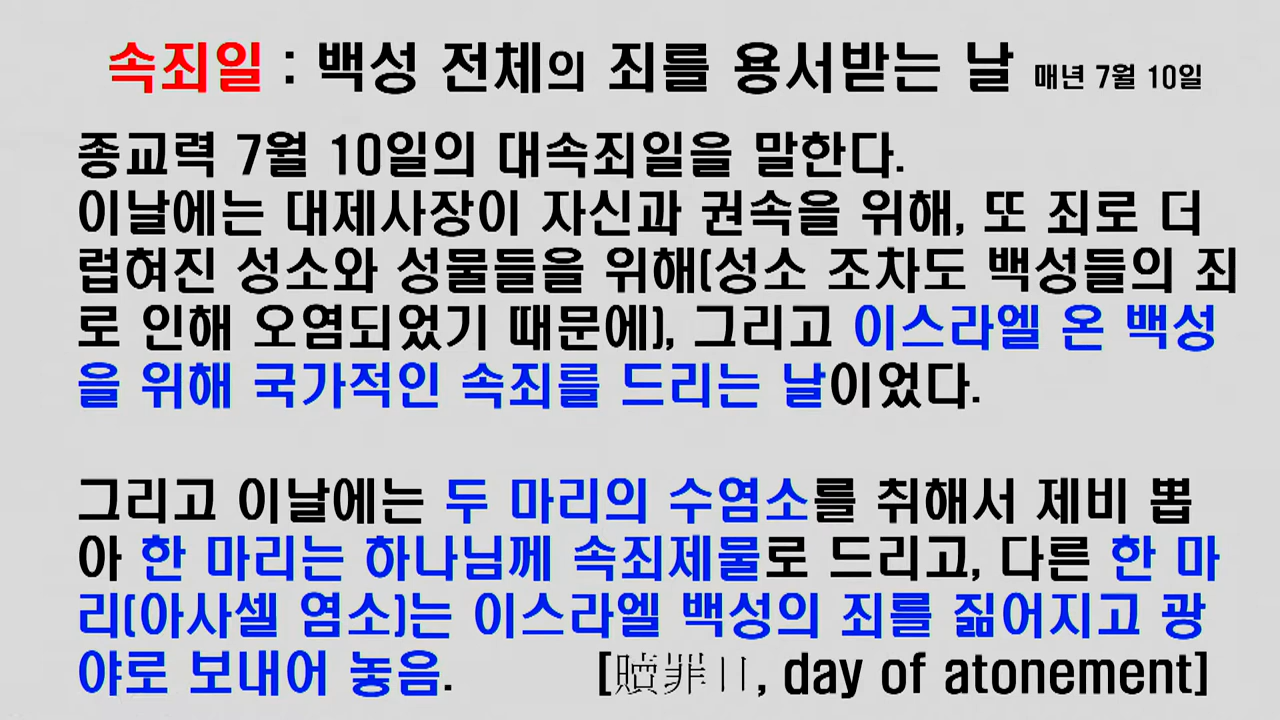 속죄일 : 백성 전체의 죄를 용서받는 날 매년 7월 10일
종교력 7월 10일의 대속죄일을 말한다.
이날에는 대제사장이 자신과 권속을 위해, 또 죄로 더
럽혀진 성소와 성물들을 위해(성소 조차도 백성들의 죄
로 인해 오염되었기 때문에), 그리고 이스라엘 온 백성
을 위해 국가적인 속죄를 드리는 날이었다.
그리고 이날에는 두 마리의 수염소를 취해서 제비 뽑
아 한 마리는 하나님께 속죄제물로 드리고, 다른 한 마
리(아사셀 염소)는 이스라엘 백성의 죄를 짊어지고 광
야로 보내어 놓음. [贖罪日, day of atonement]